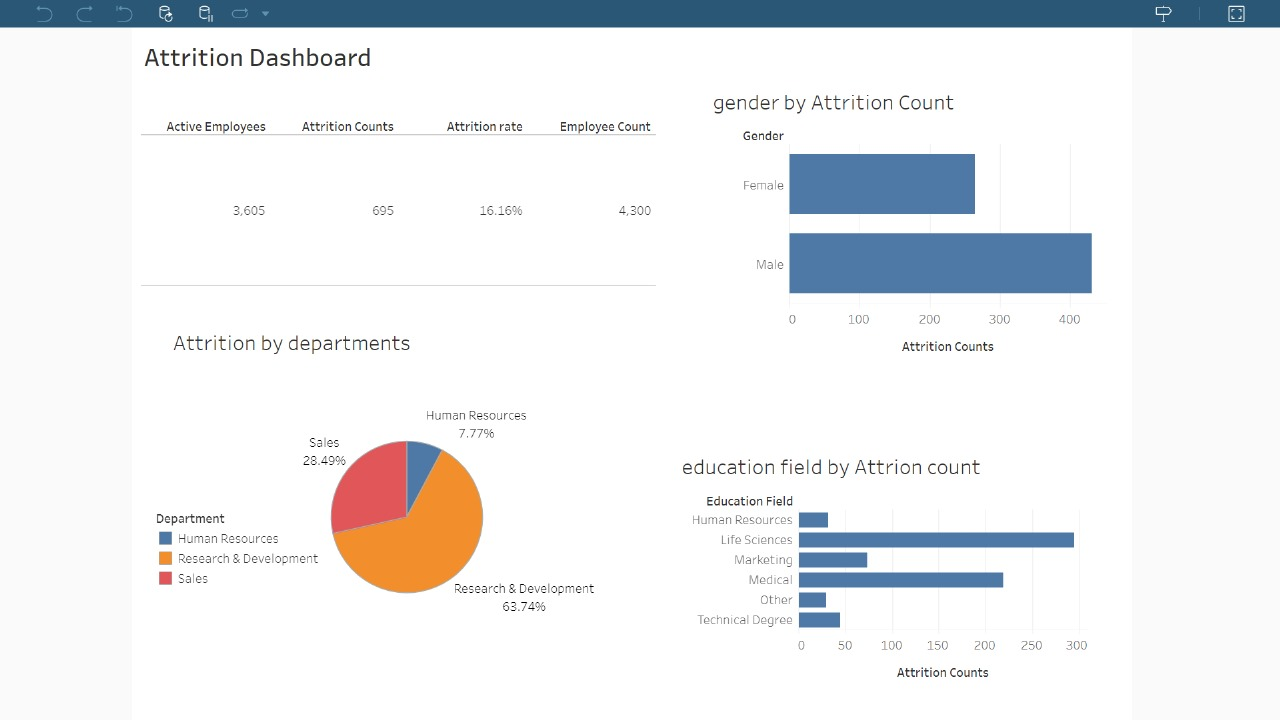 Attrition Dashboard
Active Employees Attrition Counts Attrition rate Employee Count
3,605 695 16.16% 4,300
gender by Attrition Count
Gender
Female
Male
0 100 200 300 400
Attrition Counts
Attrition by departments
Human Resources
7.77%
Sales
28.49%
Research & Development
63.74%
Department
Human Resources
Research & Development
Sales
education field by Attrion count
Education Field
Human Resources
Life Sciences
Marketing
Medical
Other
Technical Degree
0 50 100 150 200 250 300
Attrition Counts